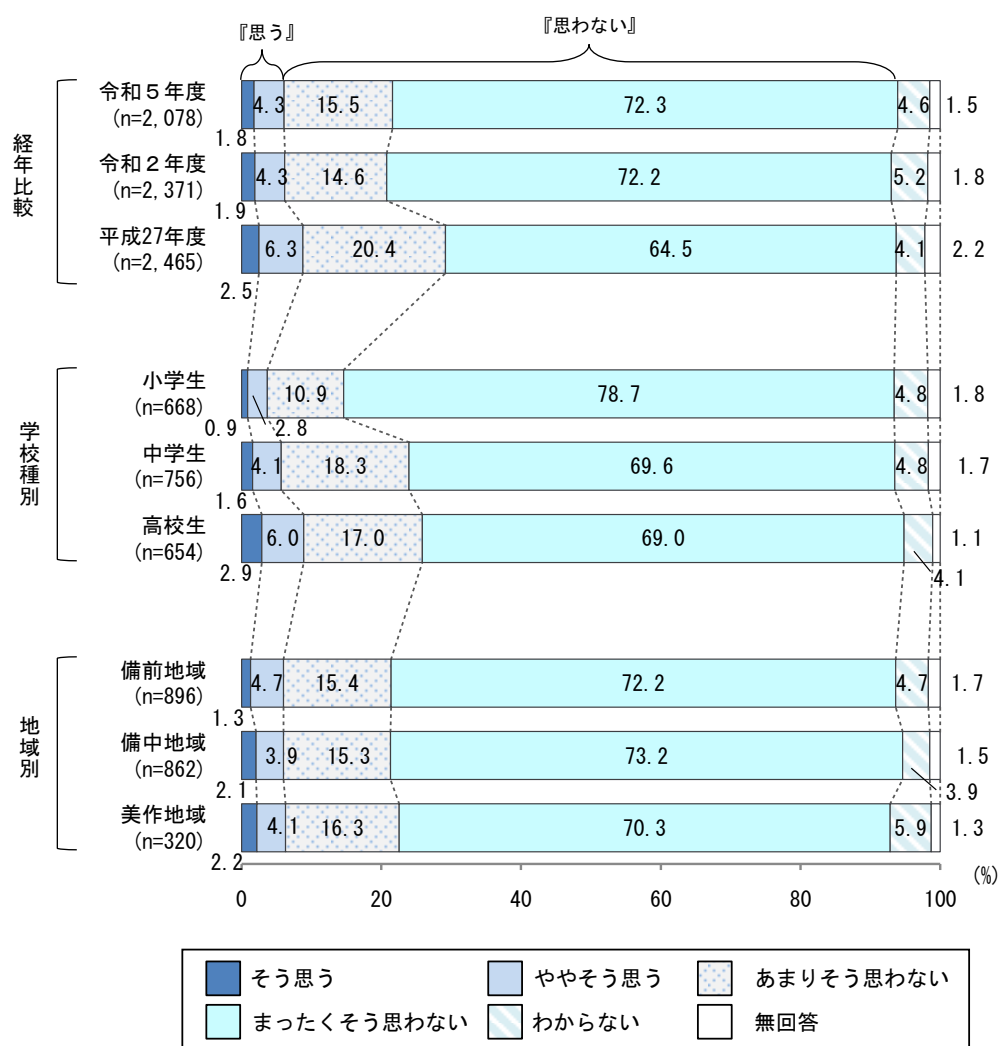 『思う』
『思わない』
経年比較
令和５年度
(n=2,078)
1.8
4.3
15.5
72.3
4.6
1.5
令和２年度
(n=2,371)
1.9
4.3
14.6
72.2
5.2
1.8
平成27年度
(n=2,465)
2.5
6.3
20.4
64.5
4.1
2.2
学校種別
小学生
(n=668)
0.9
2.8
10.9
78.7
4.8
1.8
中学生
(n=756)
1.6
4.1
18.3
69.6
4.8
1.7
高校生
(n=654)
2.9
6.0
17.0
69.0
4.1
1.1
地域別
備前地域
(n=896)
1.3
4.7
15.4
72.2
4.7
1.7
備中地域
(n=862)
2.1
3.9
15.3
73.2
3.9
1.5
美作地域
(n=320)
2.2
4.1
16.3
70.3
5.9
1.3
(%)
0 20 40 60 80 100
そう思う ややそう思う あまりそう思わない
まったくそう思わない わからない 無回答